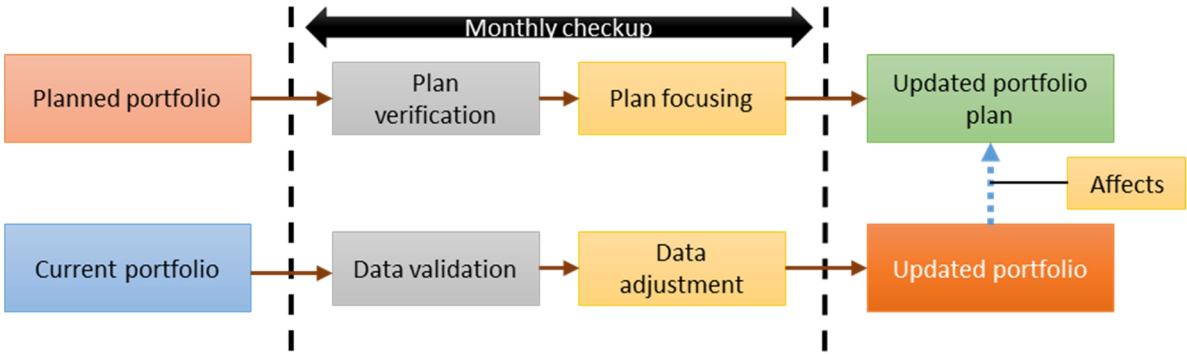 Monthly checkup
Planned portfolio
Plan
verification
Plan focusing
Updated portfolio
plan
Affects
Current portfolio
Data validation
Data
adjustment
Updated portfolio